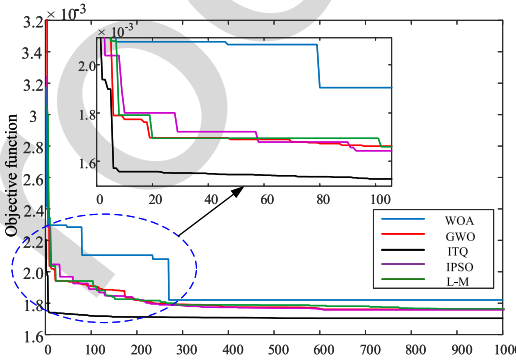 × 10⁻³
3.2
3
2.8
2.6
2.4
2.2
2.0
1.8
1.6
Objective function
0 100 200 300 400 500 600 700 800 900 1000
× 10⁻³
2.0
1.8
1.6
0 20 40 60 80 100
WOA
GWO
ITQ
IPSO
L-M